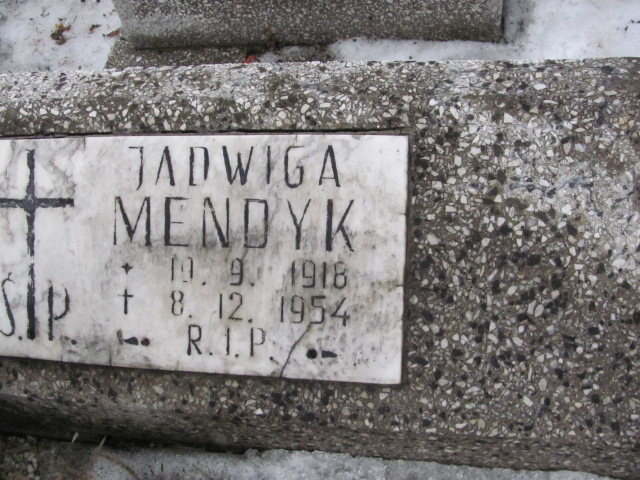 JADWIGA
MENDYK
19. 9. 1918
Ś.P. 8. 12. 1954
R.I.P.